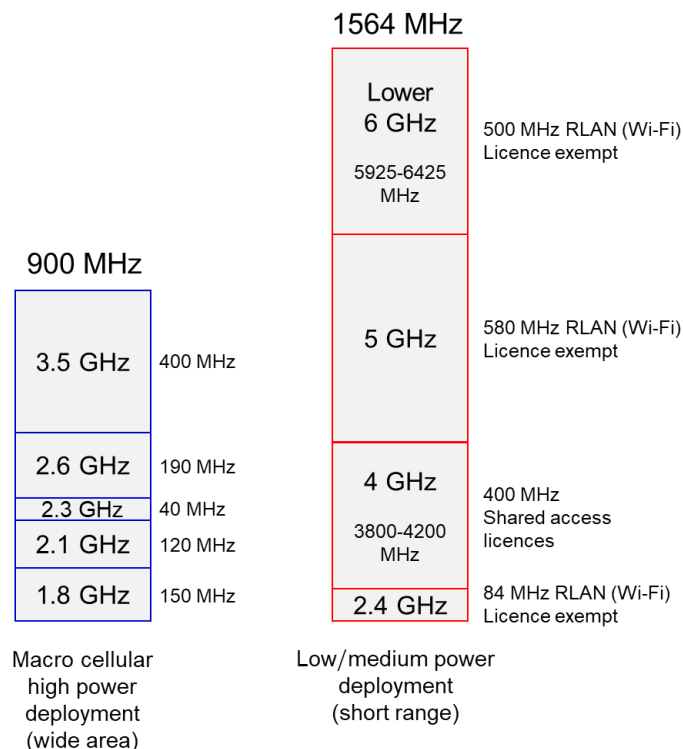 900 MHz
3.5 GHz
400 MHz
2.6 GHz
190 MHz
2.3 GHz
40 MHz
2.1 GHz
120 MHz
1.8 GHz
150 MHz
Macro cellular
high power
deployment
(wide area)
1564 MHz
Lower
6 GHz
5925-6425
MHz
500 MHz RLAN (Wi-Fi)
Licence exempt
5 GHz
580 MHz RLAN (Wi-Fi)
Licence exempt
4 GHz
3800-4200
MHz
400 MHz
Shared access
licences
2.4 GHz
84 MHz RLAN (Wi-Fi)
Licence exempt
Low/medium power
deployment
(short range)